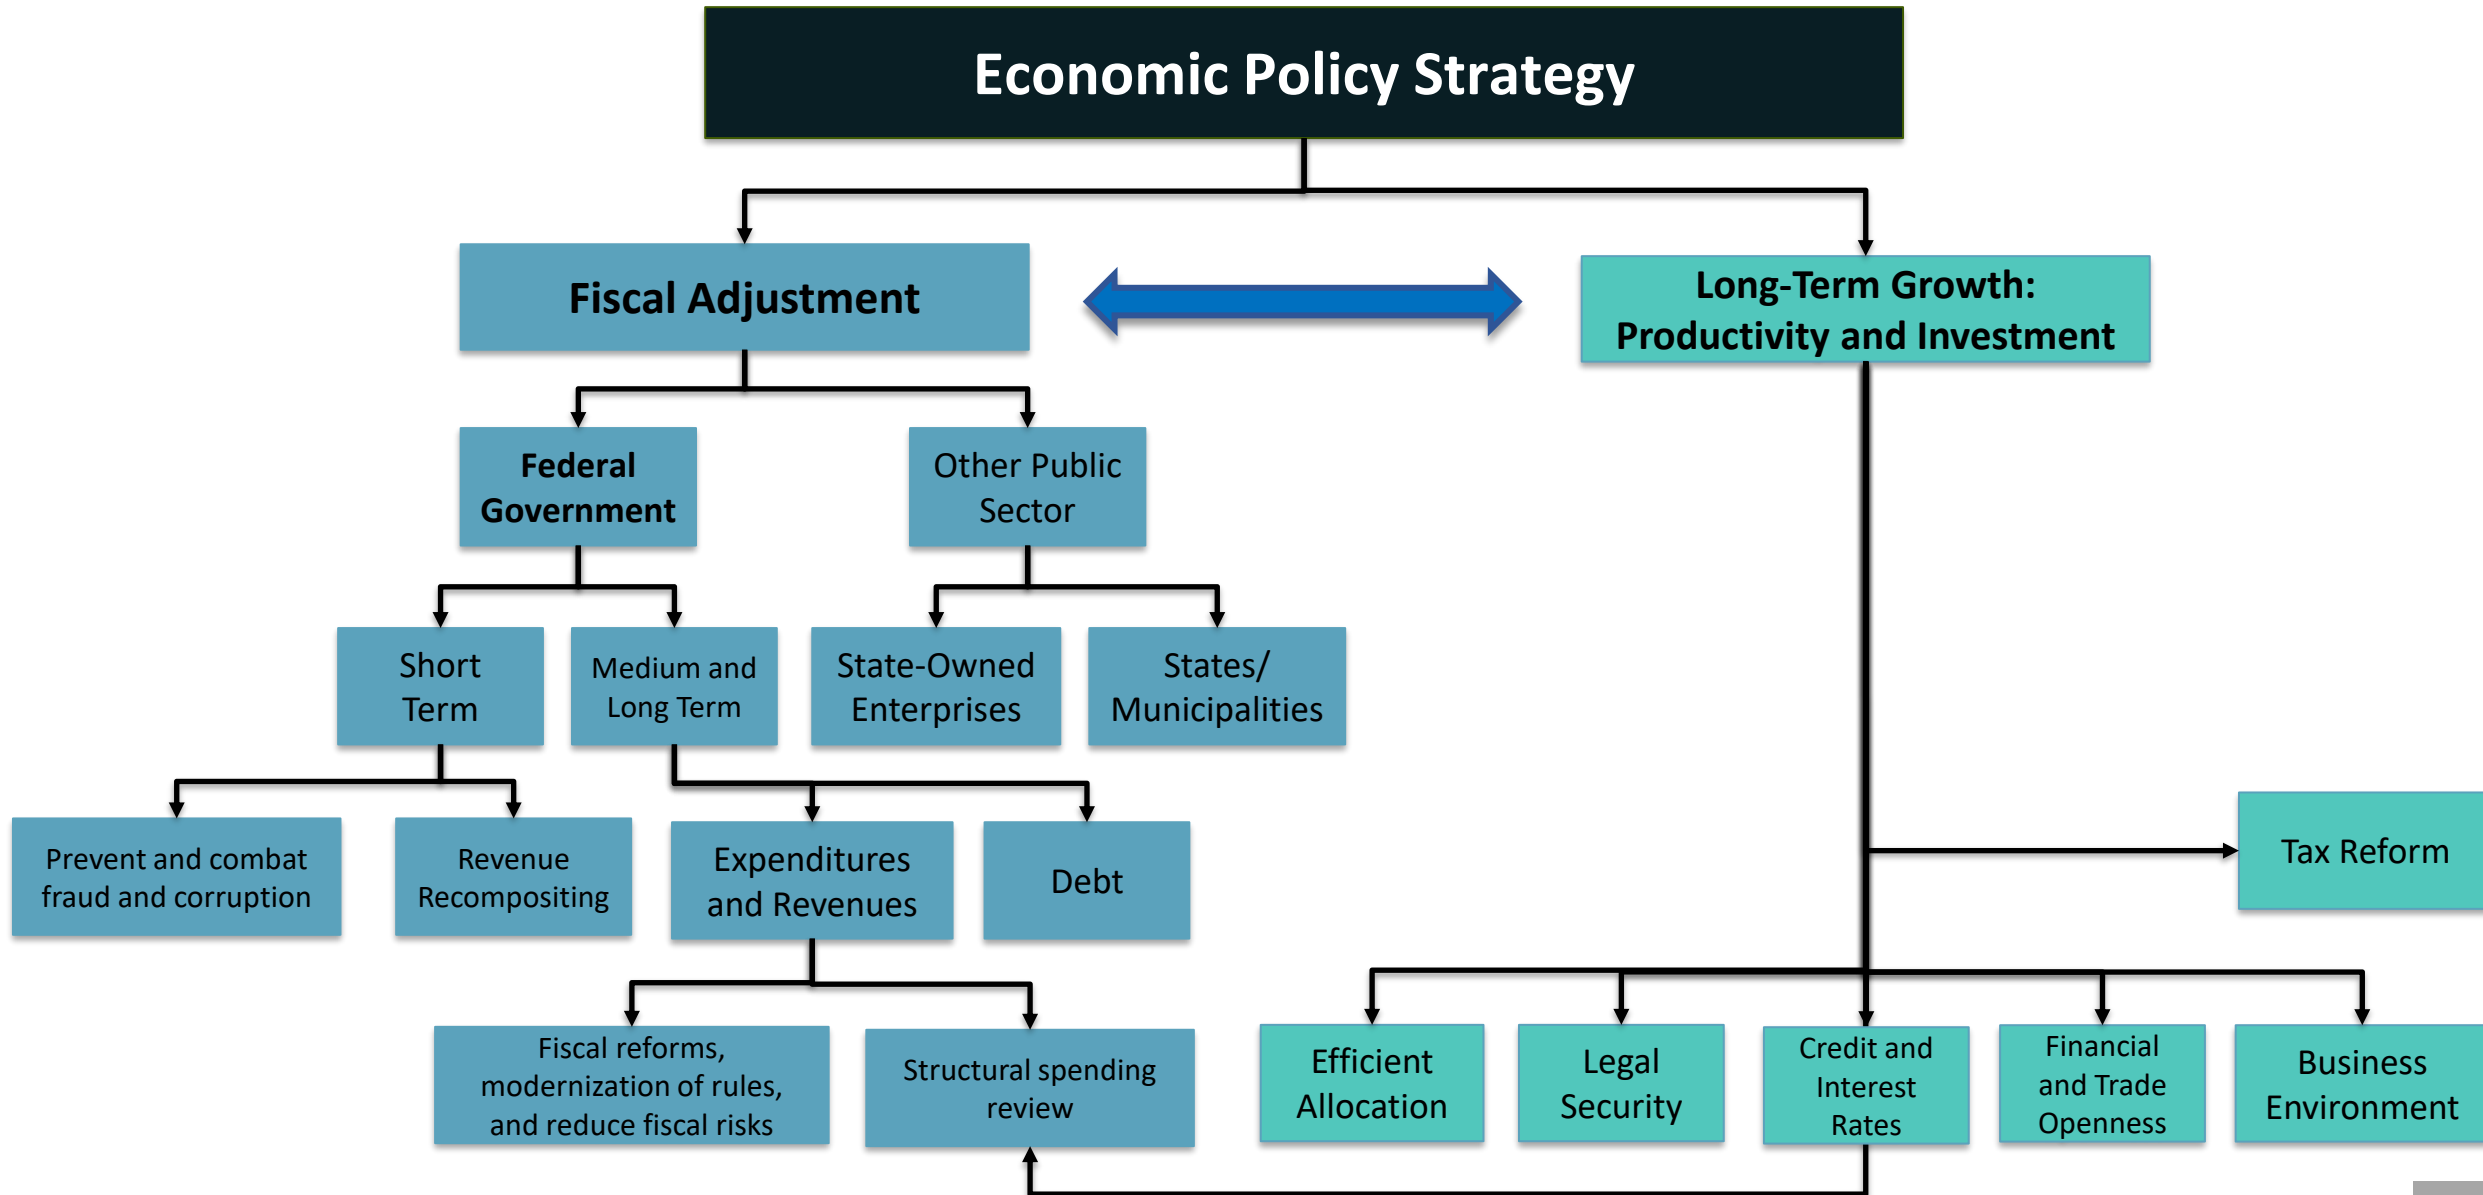 Economic Policy Strategy
Fiscal Adjustment
Long-Term Growth:
Productivity and Investment
Federal
Government
Other Public
Sector
Short
Term
Medium and
Long Term
State-Owned
Enterprises
States/
Municipalities
Prevent and combat
fraud and corruption
Revenue
Recompositing
Expenditures
and Revenues
Debt
Tax Reform
Fiscal reforms,
modernization of rules,
and reduce fiscal risks
Structural spending
review
Efficient
Allocation
Legal
Security
Credit and
Interest
Rates
Financial
and Trade
Openness
Business
Environment